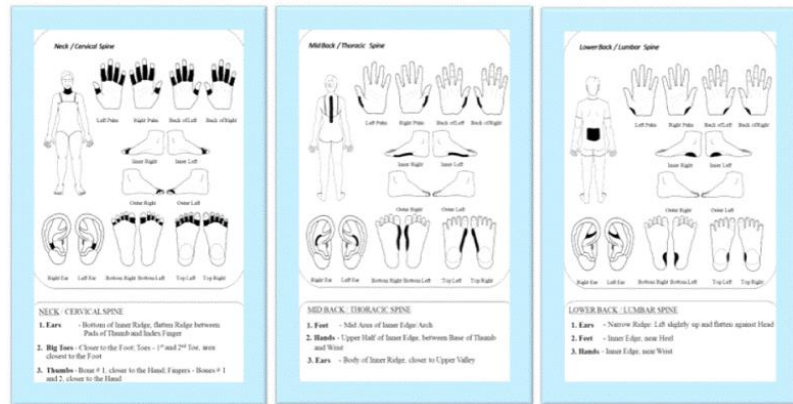 Neck / Cervical Spine
Left Palm Right Palm Back of Left Back of Right
Inner Right Inner Left
Outer Right Outer Left
Right Ear Left Ear Bottom Right Bottom Left Top Left Top Right
NECK / CERVICAL SPINE
1. Ears - Bottom of Inner Ridge, flatten Ridge between
Pads of Thumb and Index Finger
2. Big Toes - Closer to the Foot; Toes - 1st and 2nd Toe, area
closest to the Foot
3. Thumbs - Bone # 1, closer to the Hand; Fingers - Bones # 1
and 2, closer to the Hand
Mid Back / Thoracic Spine
Left Palm Right Palm Back of Left Back of Right
Inner Right Inner Left
Outer Right Outer Left
Right Ear Left Ear Bottom Right Bottom Left Top Left Top Right
MID BACK / THORACIC SPINE
1. Feet - Mid Area of Inner Edge/Arch
2. Hands - Upper Half of Inner Edge, between Base of Thumb
and Wrist
3. Ears - Body of Inner Ridge, closer to Upper Valley
Lower Back / Lumbar Spine
Left Palm Right Palm Back of Left Back of Right
Inner Right Inner Left
Outer Right Outer Left
Right Ear Left Ear Bottom Right Bottom Left Top Left Top Right
LOWER BACK / LUMBAR SPINE
1. Ears - Narrow Ridge: Lift slightly up and flatten against Head
2. Feet - Inner Edge, near Heel
3. Hands - Inner Edge, near Wrist